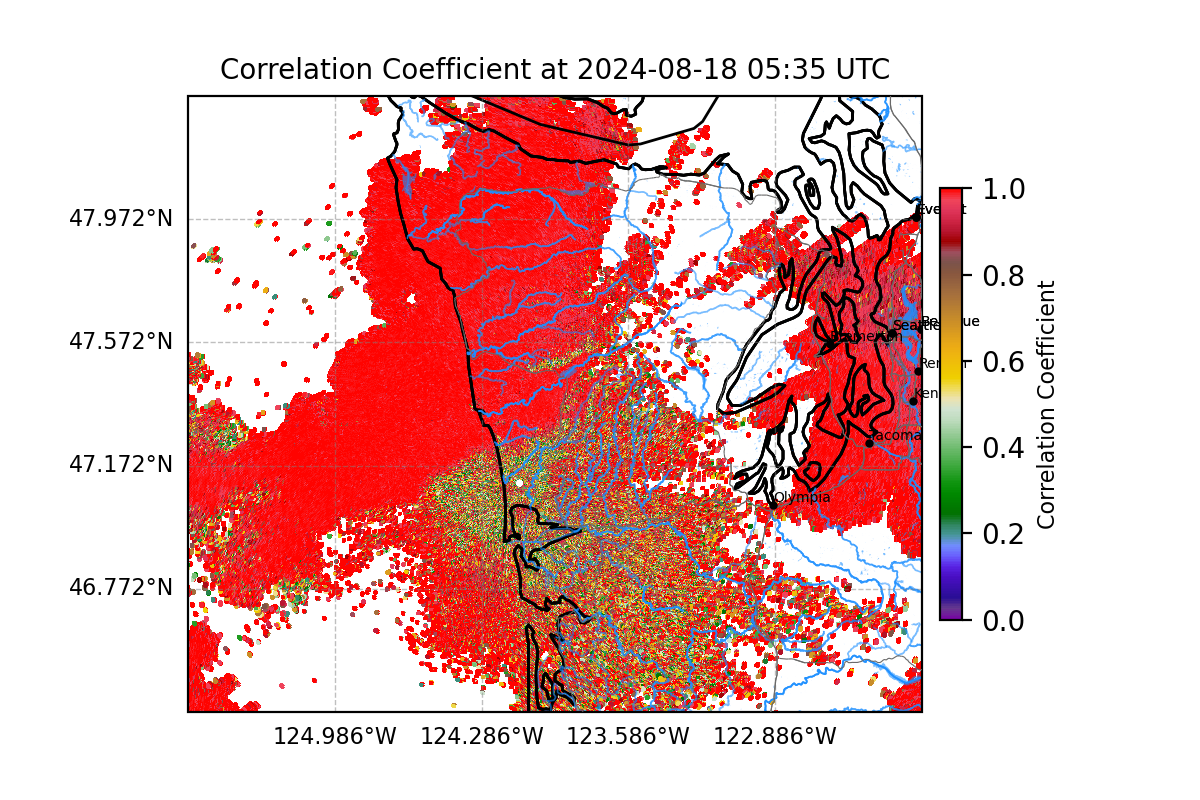 Correlation Coefficient at 2024-08-18 05:35 UTC
47.972°N
47.572°N
47.172°N
46.772°N
124.986°W
124.286°W
123.586°W
122.886°W
Seattle
Tacoma
Olympia
1.0
0.8
0.6
0.4
0.2
0.0
Correlation Coefficient